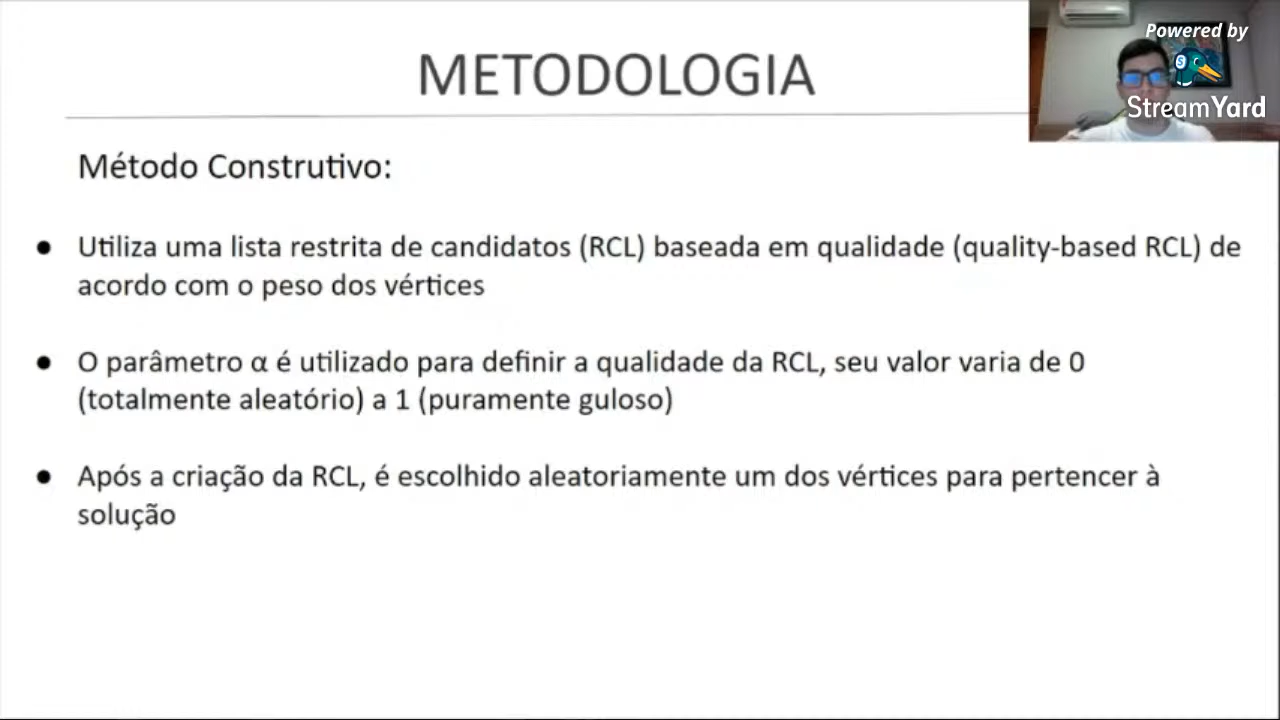 METODOLOGIA
Powered by
StreamYard
Método Construtivo:
● Utiliza uma lista restrita de candidatos (RCL) baseada em qualidade (quality-based RCL) de
acordo com o peso dos vértices
● O parâmetro α é utilizado para definir a qualidade da RCL, seu valor varia de 0
(totalmente aleatório) a 1 (puramente guloso)
● Após a criação da RCL, é escolhido aleatoriamente um dos vértices para pertencer à
solução